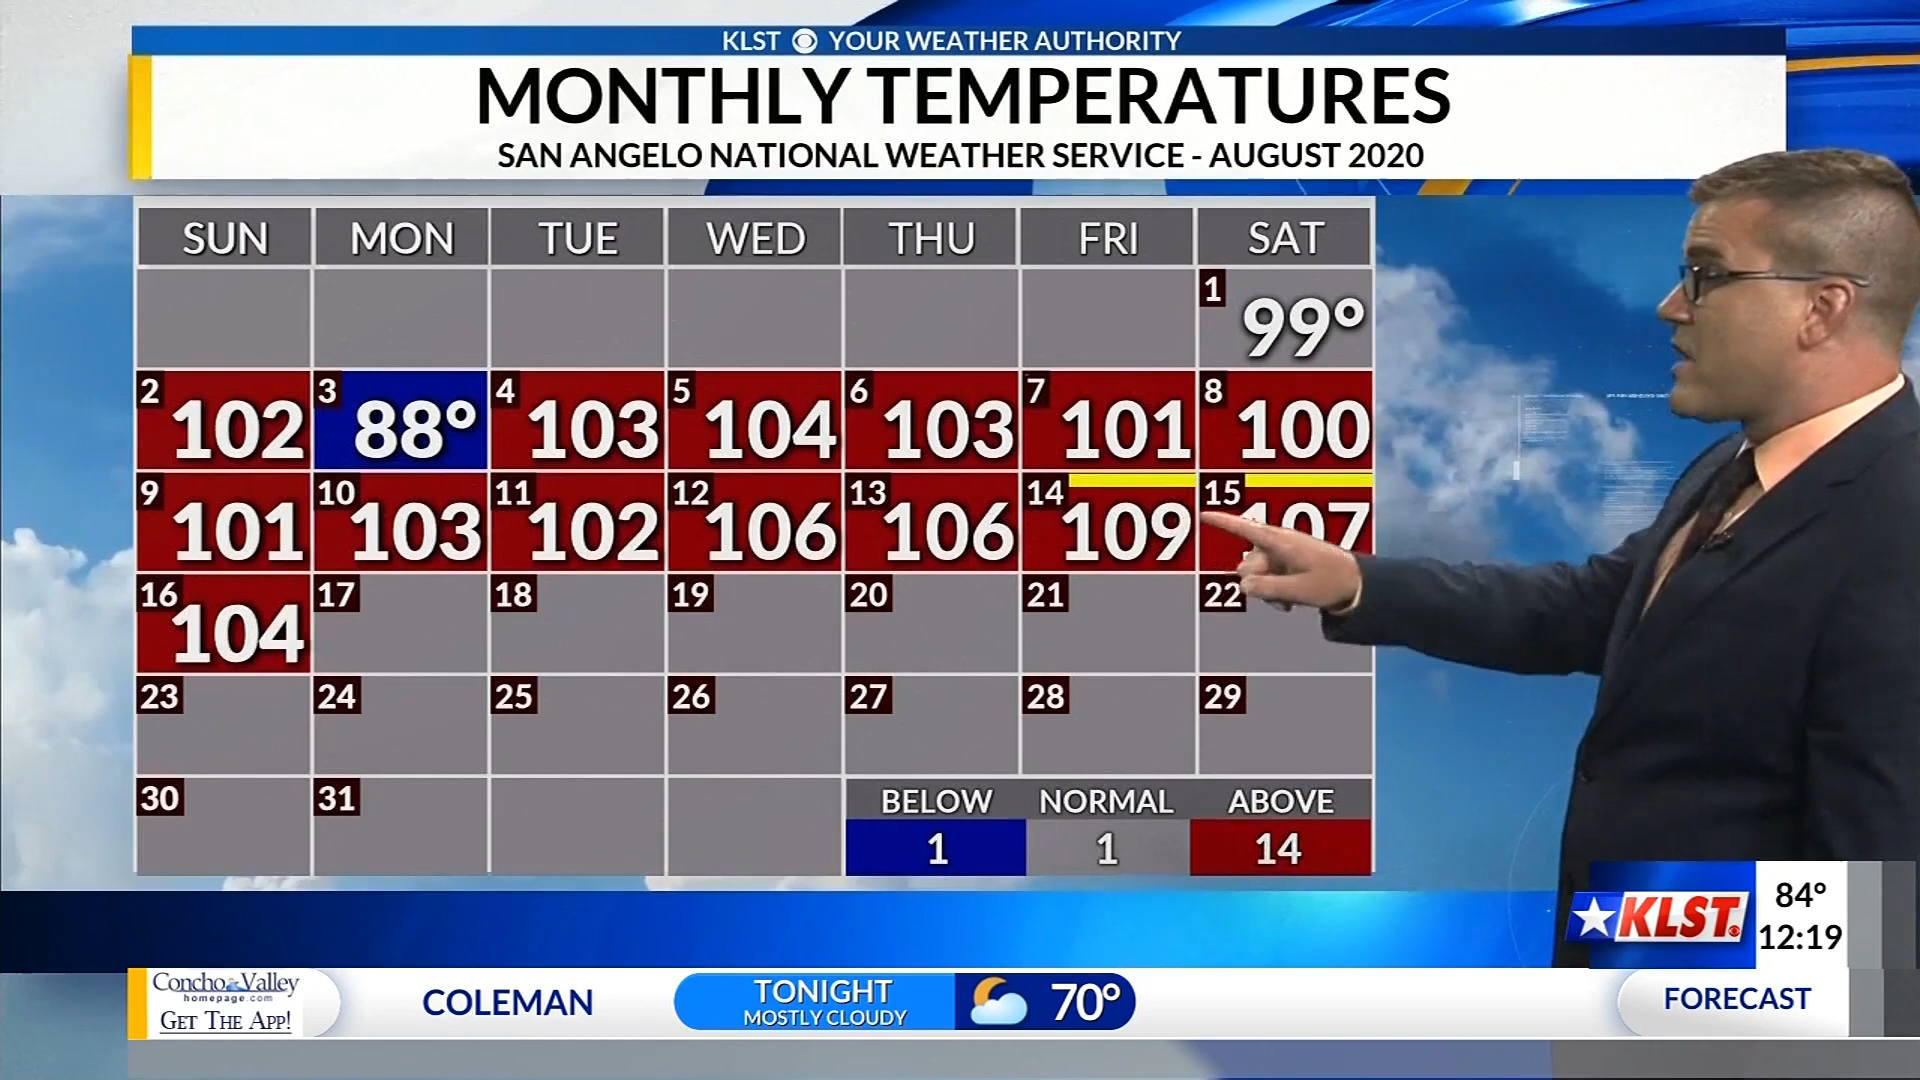 KLST YOUR WEATHER AUTHORITY
MONTHLY TEMPERATURES
SAN ANGELO NATIONAL WEATHER SERVICE - AUGUST 2020
SUN MON TUE WED THU FRI SAT
1 99°
2 102 3 88° 4 103 5 104 6 103 7 101 8 100
9 101 10 103 11 102 12 106 13 106 14 109 15 107
16 104 17 18 19 20 21 22
23 24 25 26 27 28 29
30 31
BELOW NORMAL ABOVE
1 1 14
KLST
84°
12:19
Concho Valley
homepage.com
GET THE APP!
COLEMAN
TONIGHT
MOSTLY CLOUDY
70°
FORECAST